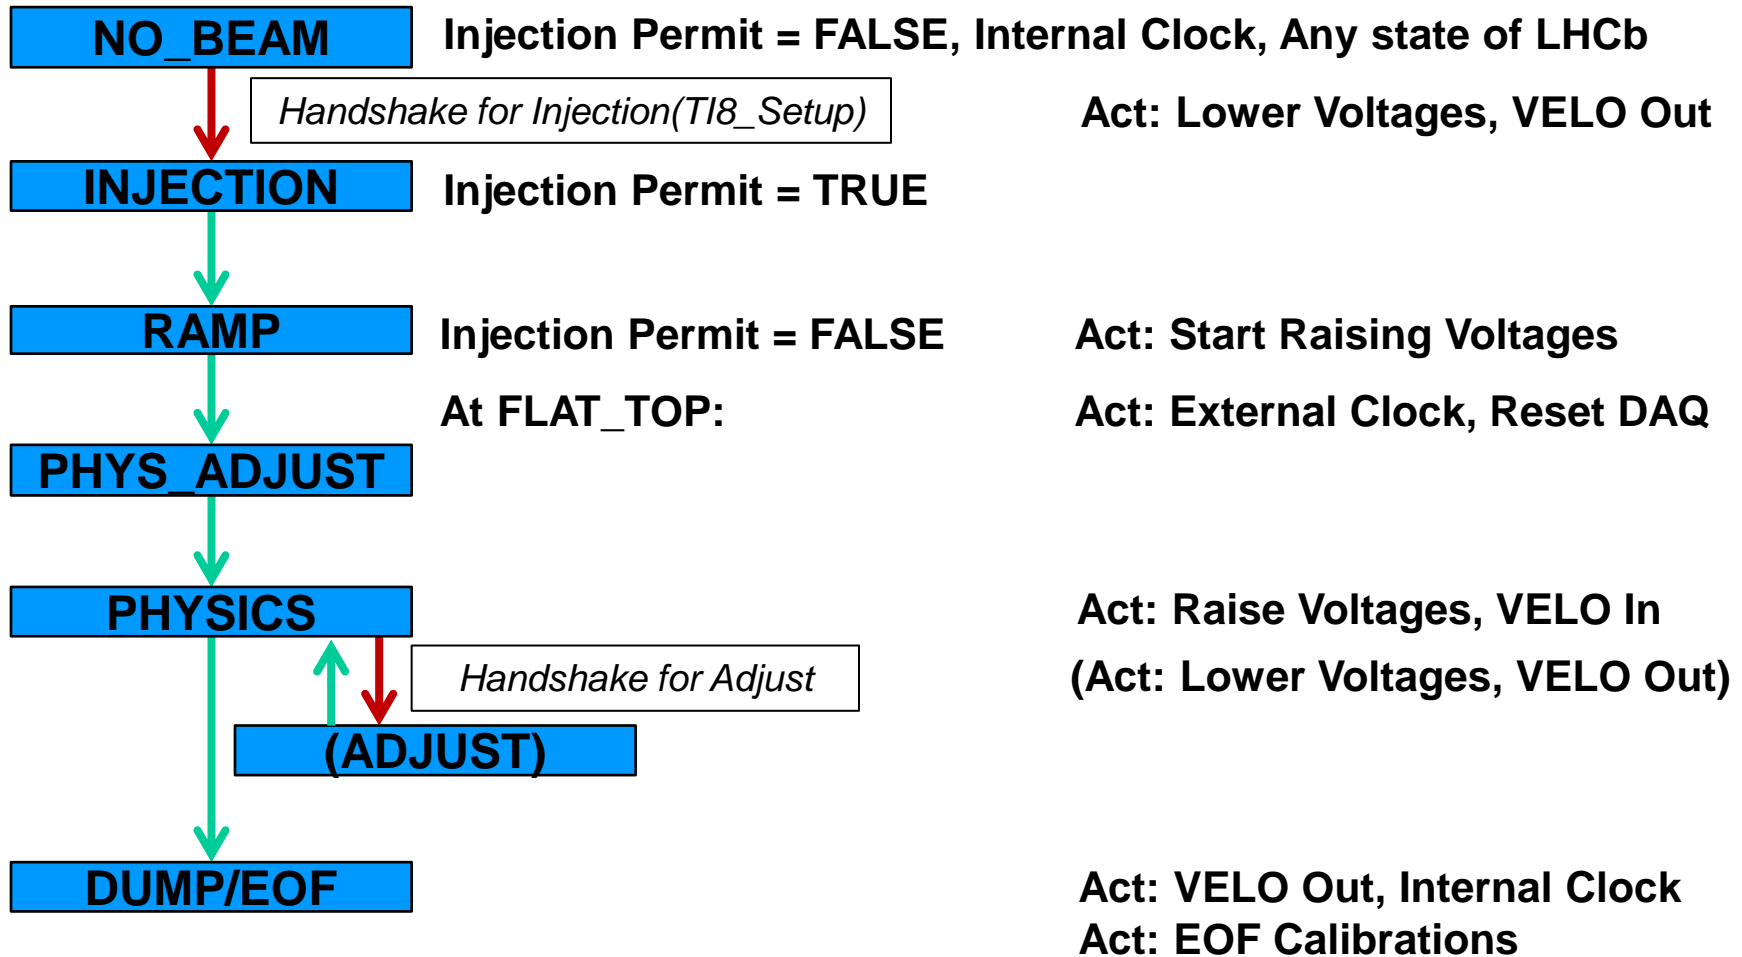 NO_BEAM
Injection Permit = FALSE, Internal Clock, Any state of LHCb
Handshake for Injection(TI8_Setup)
Act: Lower Voltages, VELO Out
INJECTION
Injection Permit = TRUE
RAMP
Injection Permit = FALSE
Act: Start Raising Voltages
At FLAT_TOP:
Act: External Clock, Reset DAQ
PHYS_ADJUST
PHYSICS
Act: Raise Voltages, VELO In
Handshake for Adjust
(Act: Lower Voltages, VELO Out)
(ADJUST)
DUMP/EOF
Act: VELO Out, Internal Clock
Act: EOF Calibrations